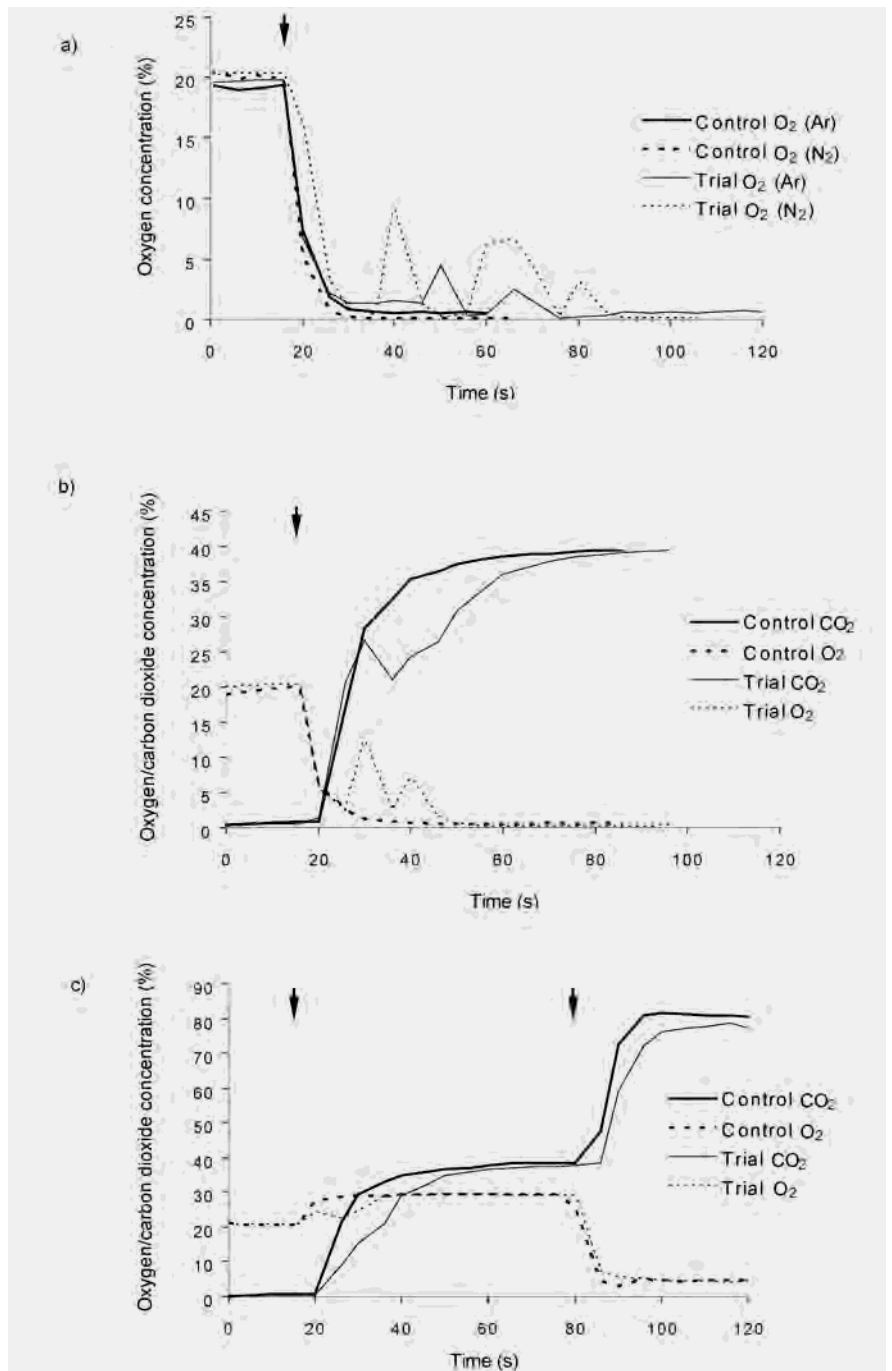 a)
Oxygen concentration (%)
25
20
15
10
5
0
0 20 40 60 80 100 120
Time (s)
Control O₂ (Ar)
Control O₂ (N₂)
Trial O₂ (Ar)
Trial O₂ (N₂)
b)
Oxygen/carbon dioxide concentration (%)
45
40
35
30
25
20
15
10
5
0
0 20 40 60 80 100 120
Time (s)
Control CO₂
Control O₂
Trial CO₂
Trial O₂
c)
Oxygen/carbon dioxide concentration (%)
90
80
70
60
50
40
30
20
10
0
0 20 40 60 80 100 120
Time (s)
Control CO₂
Control O₂
Trial CO₂
Trial O₂